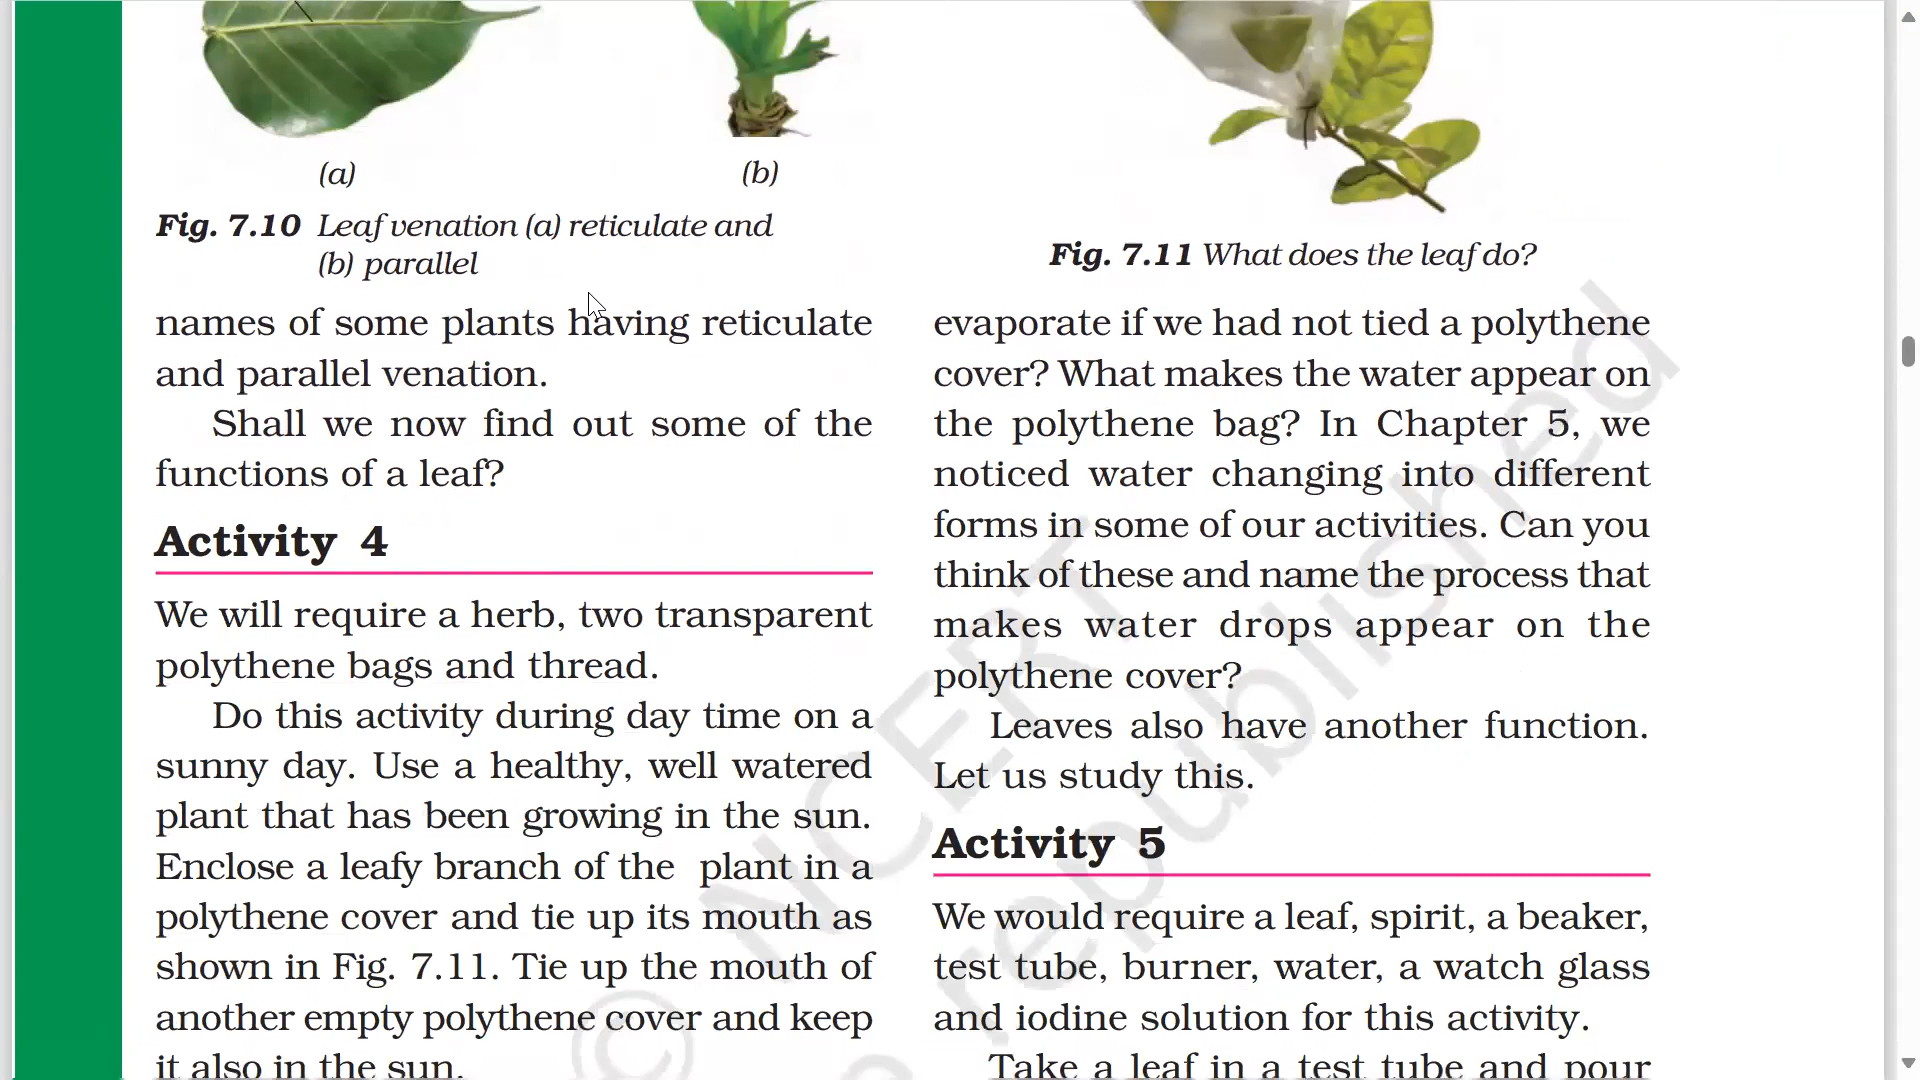 (a)
(b)
Fig. 7.10 Leaf venation (a) reticulate and
(b) parallel
names of some plants having reticulate
and parallel venation.
Shall we now find out some of the
functions of a leaf?
Activity 4
We will require a herb, two transparent
polythene bags and thread.
Do this activity during day time on a
sunny day. Use a healthy, well watered
plant that has been growing in the sun.
Enclose a leafy branch of the plant in a
polythene cover and tie up its mouth as
shown in Fig. 7.11. Tie up the mouth of
another empty polythene cover and keep
it also in the sun.
Fig. 7.11 What does the leaf do?
evaporate if we had not tied a polythene
cover? What makes the water appear on
the polythene bag? In Chapter 5, we
noticed water changing into different
forms in some of our activities. Can you
think of these and name the process that
makes water drops appear on the
polythene cover?
Leaves also have another function.
Let us study this.
Activity 5
We would require a leaf, spirit, a beaker,
test tube, burner, water, a watch glass
and iodine solution for this activity.
Take a leaf in a test tube and pour
© NCERT
republished